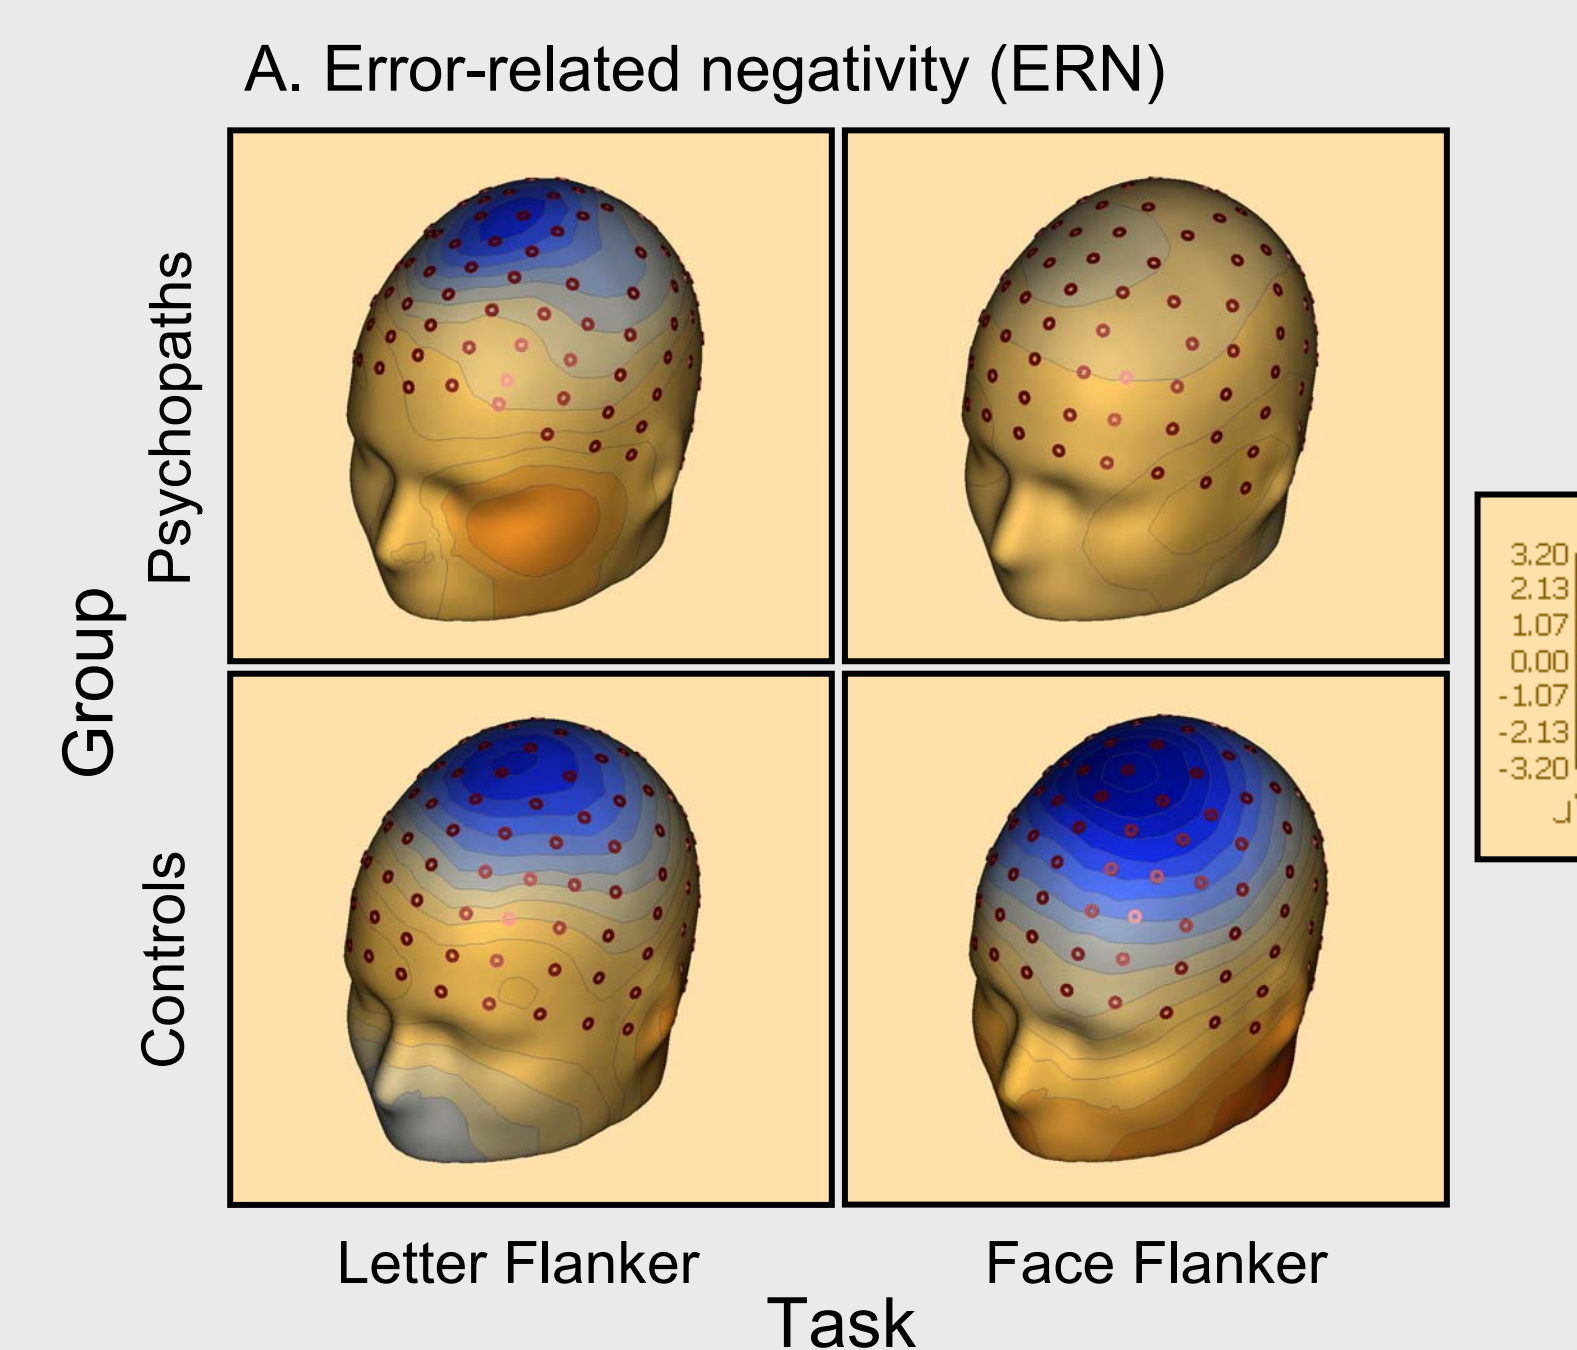 A. Error-related negativity (ERN)
Group
Psychopaths
Controls
3.20
2.13
1.07
0.00
-1.07
-2.13
-3.20
Letter Flanker
Face Flanker
Task